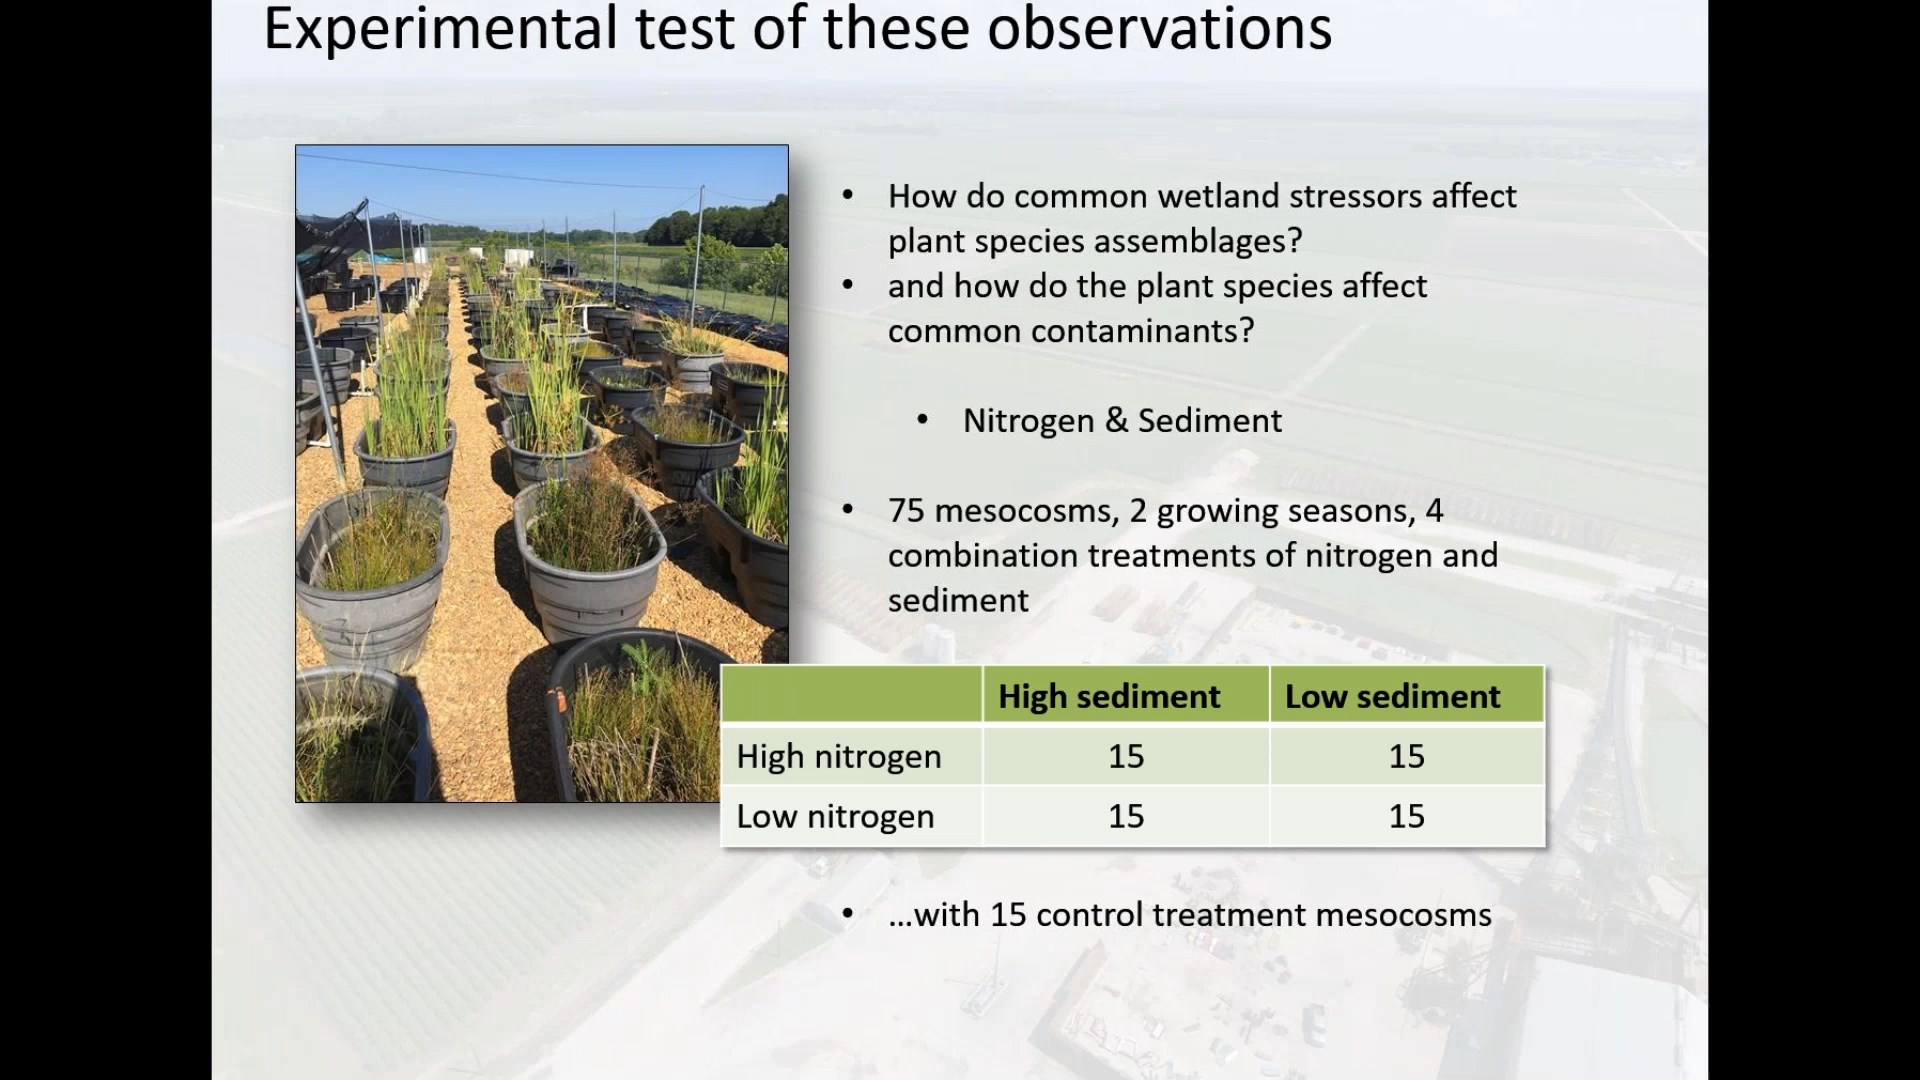 Experimental test of these observations
• How do common wetland stressors affect
plant species assemblages?
• and how do the plant species affect
common contaminants?
• Nitrogen & Sediment
• 75 mesocosms, 2 growing seasons, 4
combination treatments of nitrogen and
sediment
High sediment Low sediment
High nitrogen 15 15
Low nitrogen 15 15
• ...with 15 control treatment mesocosms